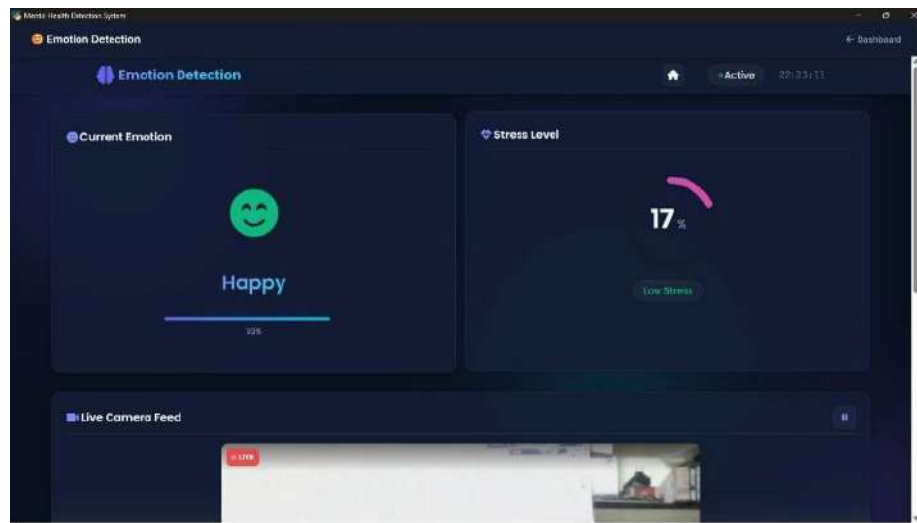 Mental Health Detection System
Emotion Detection
← Dashboard
Emotion Detection
Active
Current Emotion
Stress Level
17 %
Happy
Low Stress
Live Camera Feed
LIVE